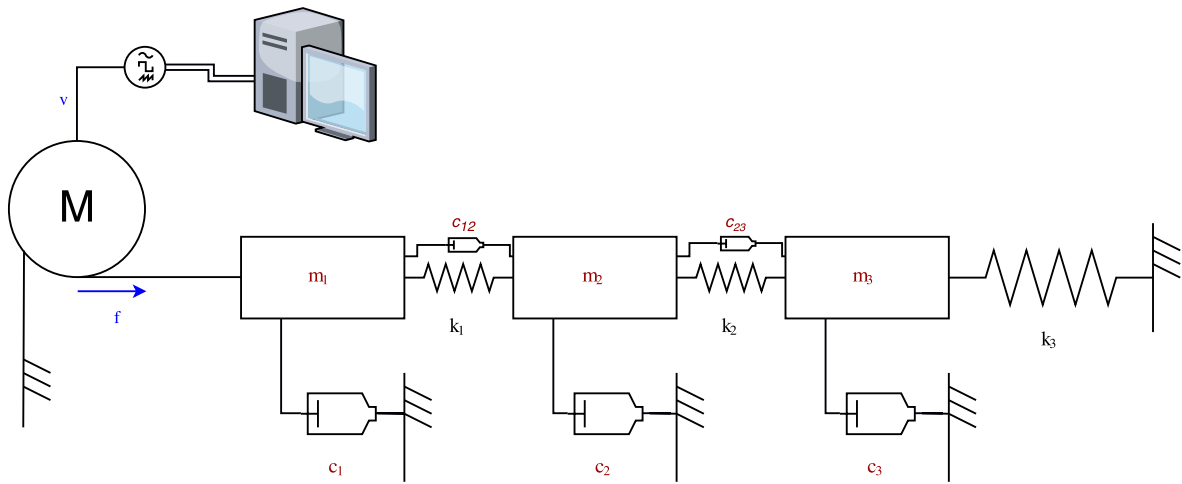 v
M
c₁₂
c₂₃
m₁
m₂
m₃
f
k₁
k₂
k₃
c₁
c₂
c₃